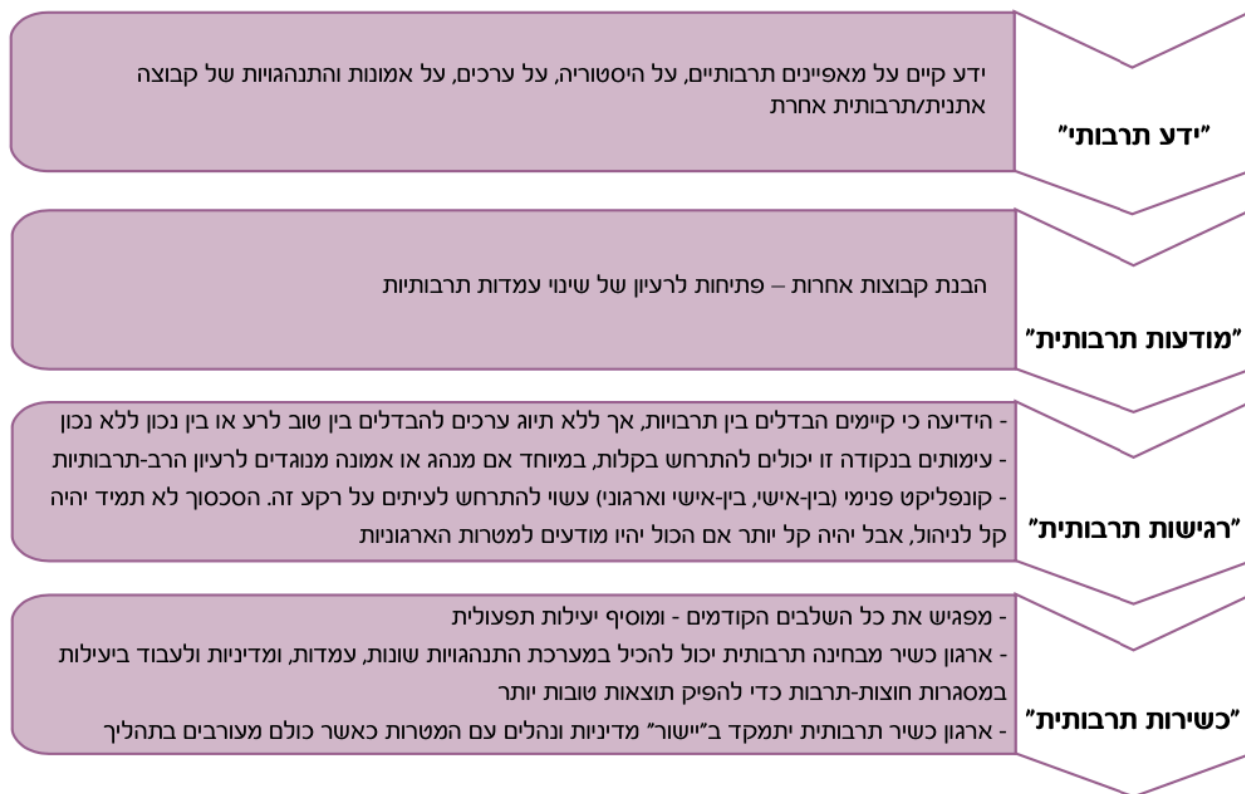 ידע קיים על מאפיינים תרבותיים, על היסטוריה, על ערכים, על אמונות והתנהגויות של קבוצה
אתנית/תרבותית אחרת
"ידע תרבותי"
הבנת קבוצות אחרות – פתיחות לרעיון של שינוי עמדות תרבותיות
"מודעות תרבותית"
- הידיעה כי קיימים הבדלים בין תרבויות, אך ללא תיוג ערכים להבדלים בין טוב לרע או בין נכון ללא נכון
- עימותים בנקודה זו יכולים להתרחש בקלות, במיוחד אם מנהג או אמונה מנוגדים לרעיון הרב-תרבותיות
- קונפליקט פנימי (בין-אישי, בין-אישי וארגוני) עשוי להתרחש לעיתים על רקע זה. הסכסוך לא תמיד יהיה
קל לניהול, אבל יהיה קל יותר אם הכול יהיו מודעים למטרות הארגוניות
"רגישות תרבותית"
- מפגיש את כל השלבים הקודמים - ומוסיף יעילות תפעולית
- ארגון כשיר מבחינה תרבותית יכול להכיל במערכת התנהגויות שונות, עמדות, ומדיניות ולעבוד ביעילות
במסגרות חוצות-תרבות כדי להפיק תוצאות טובות יותר
- ארגון כשיר תרבותית יתמקד ב"יישור" מדיניות ונהלים עם המטרות כאשר כולם מעורבים בתהליך
"כשירות תרבותית"